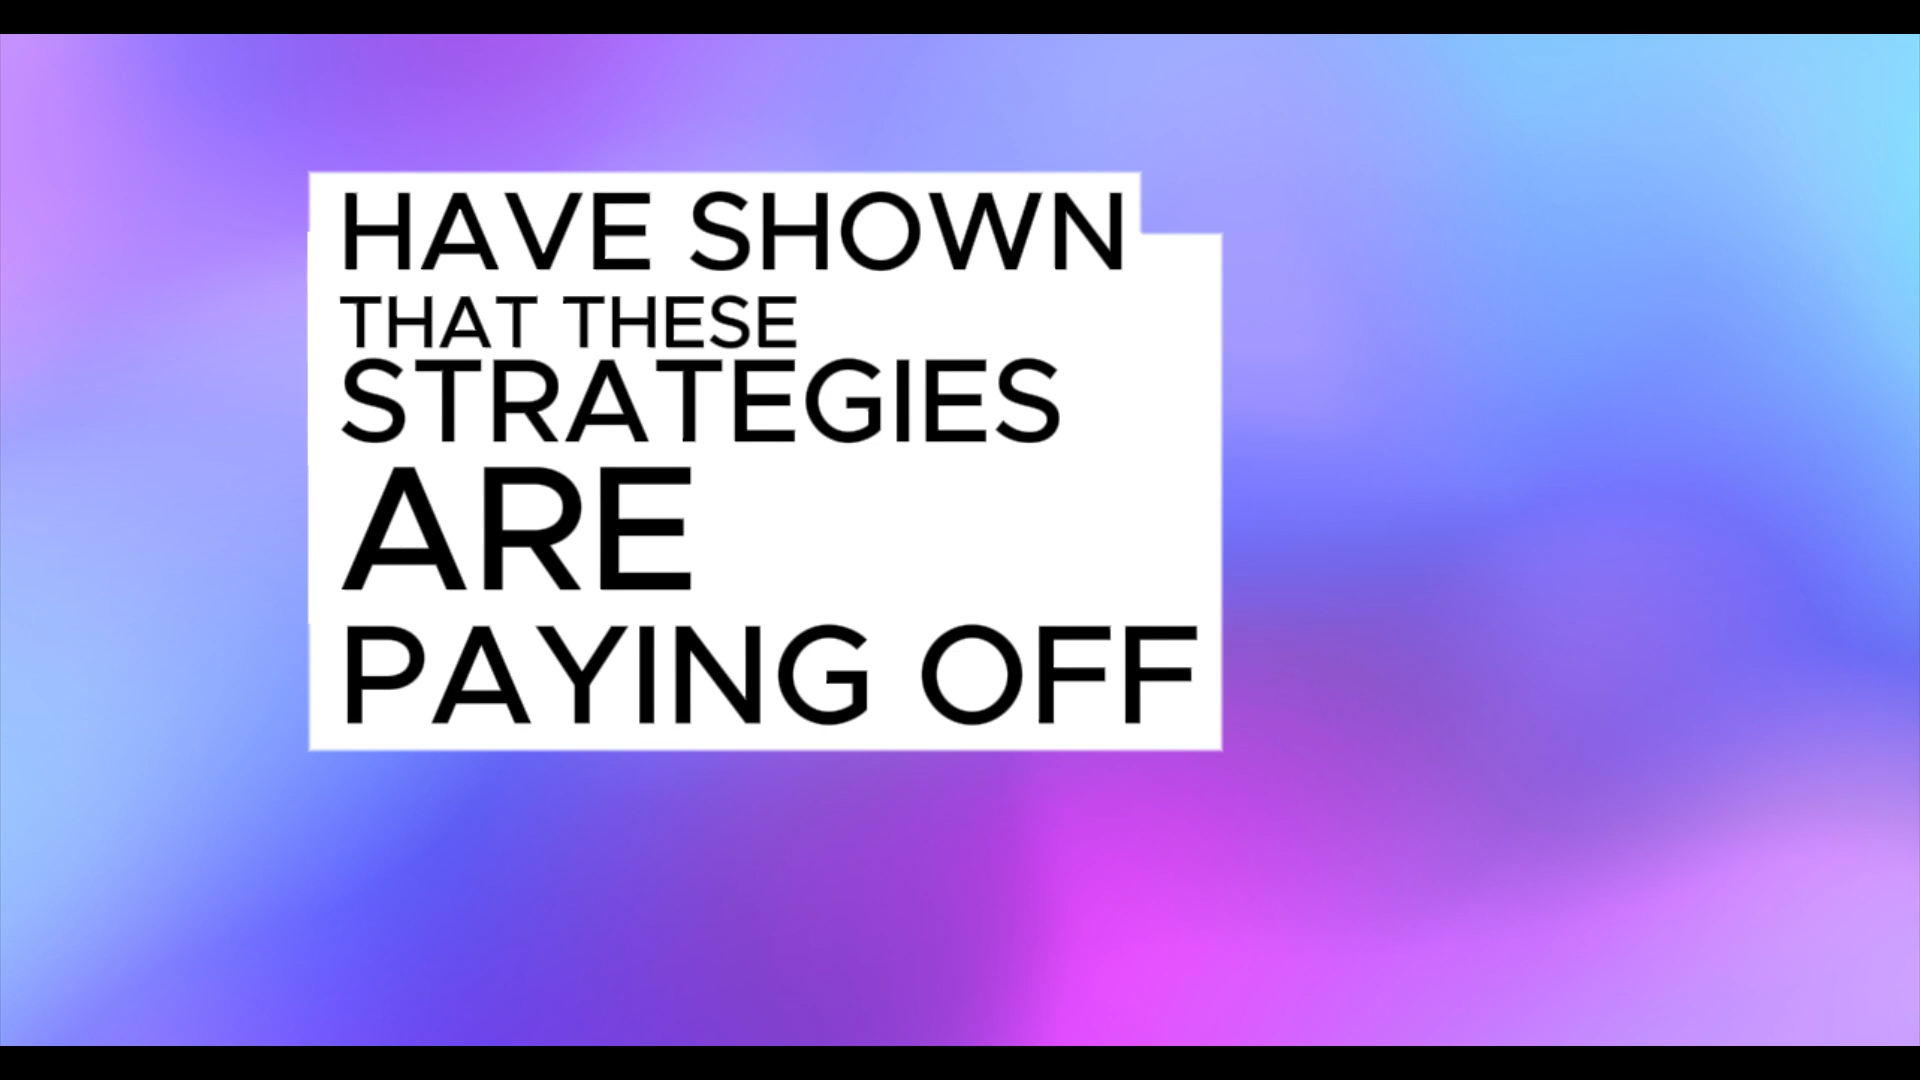 HAVE SHOWN
THAT THESE
STRATEGIES
ARE
PAYING OFF